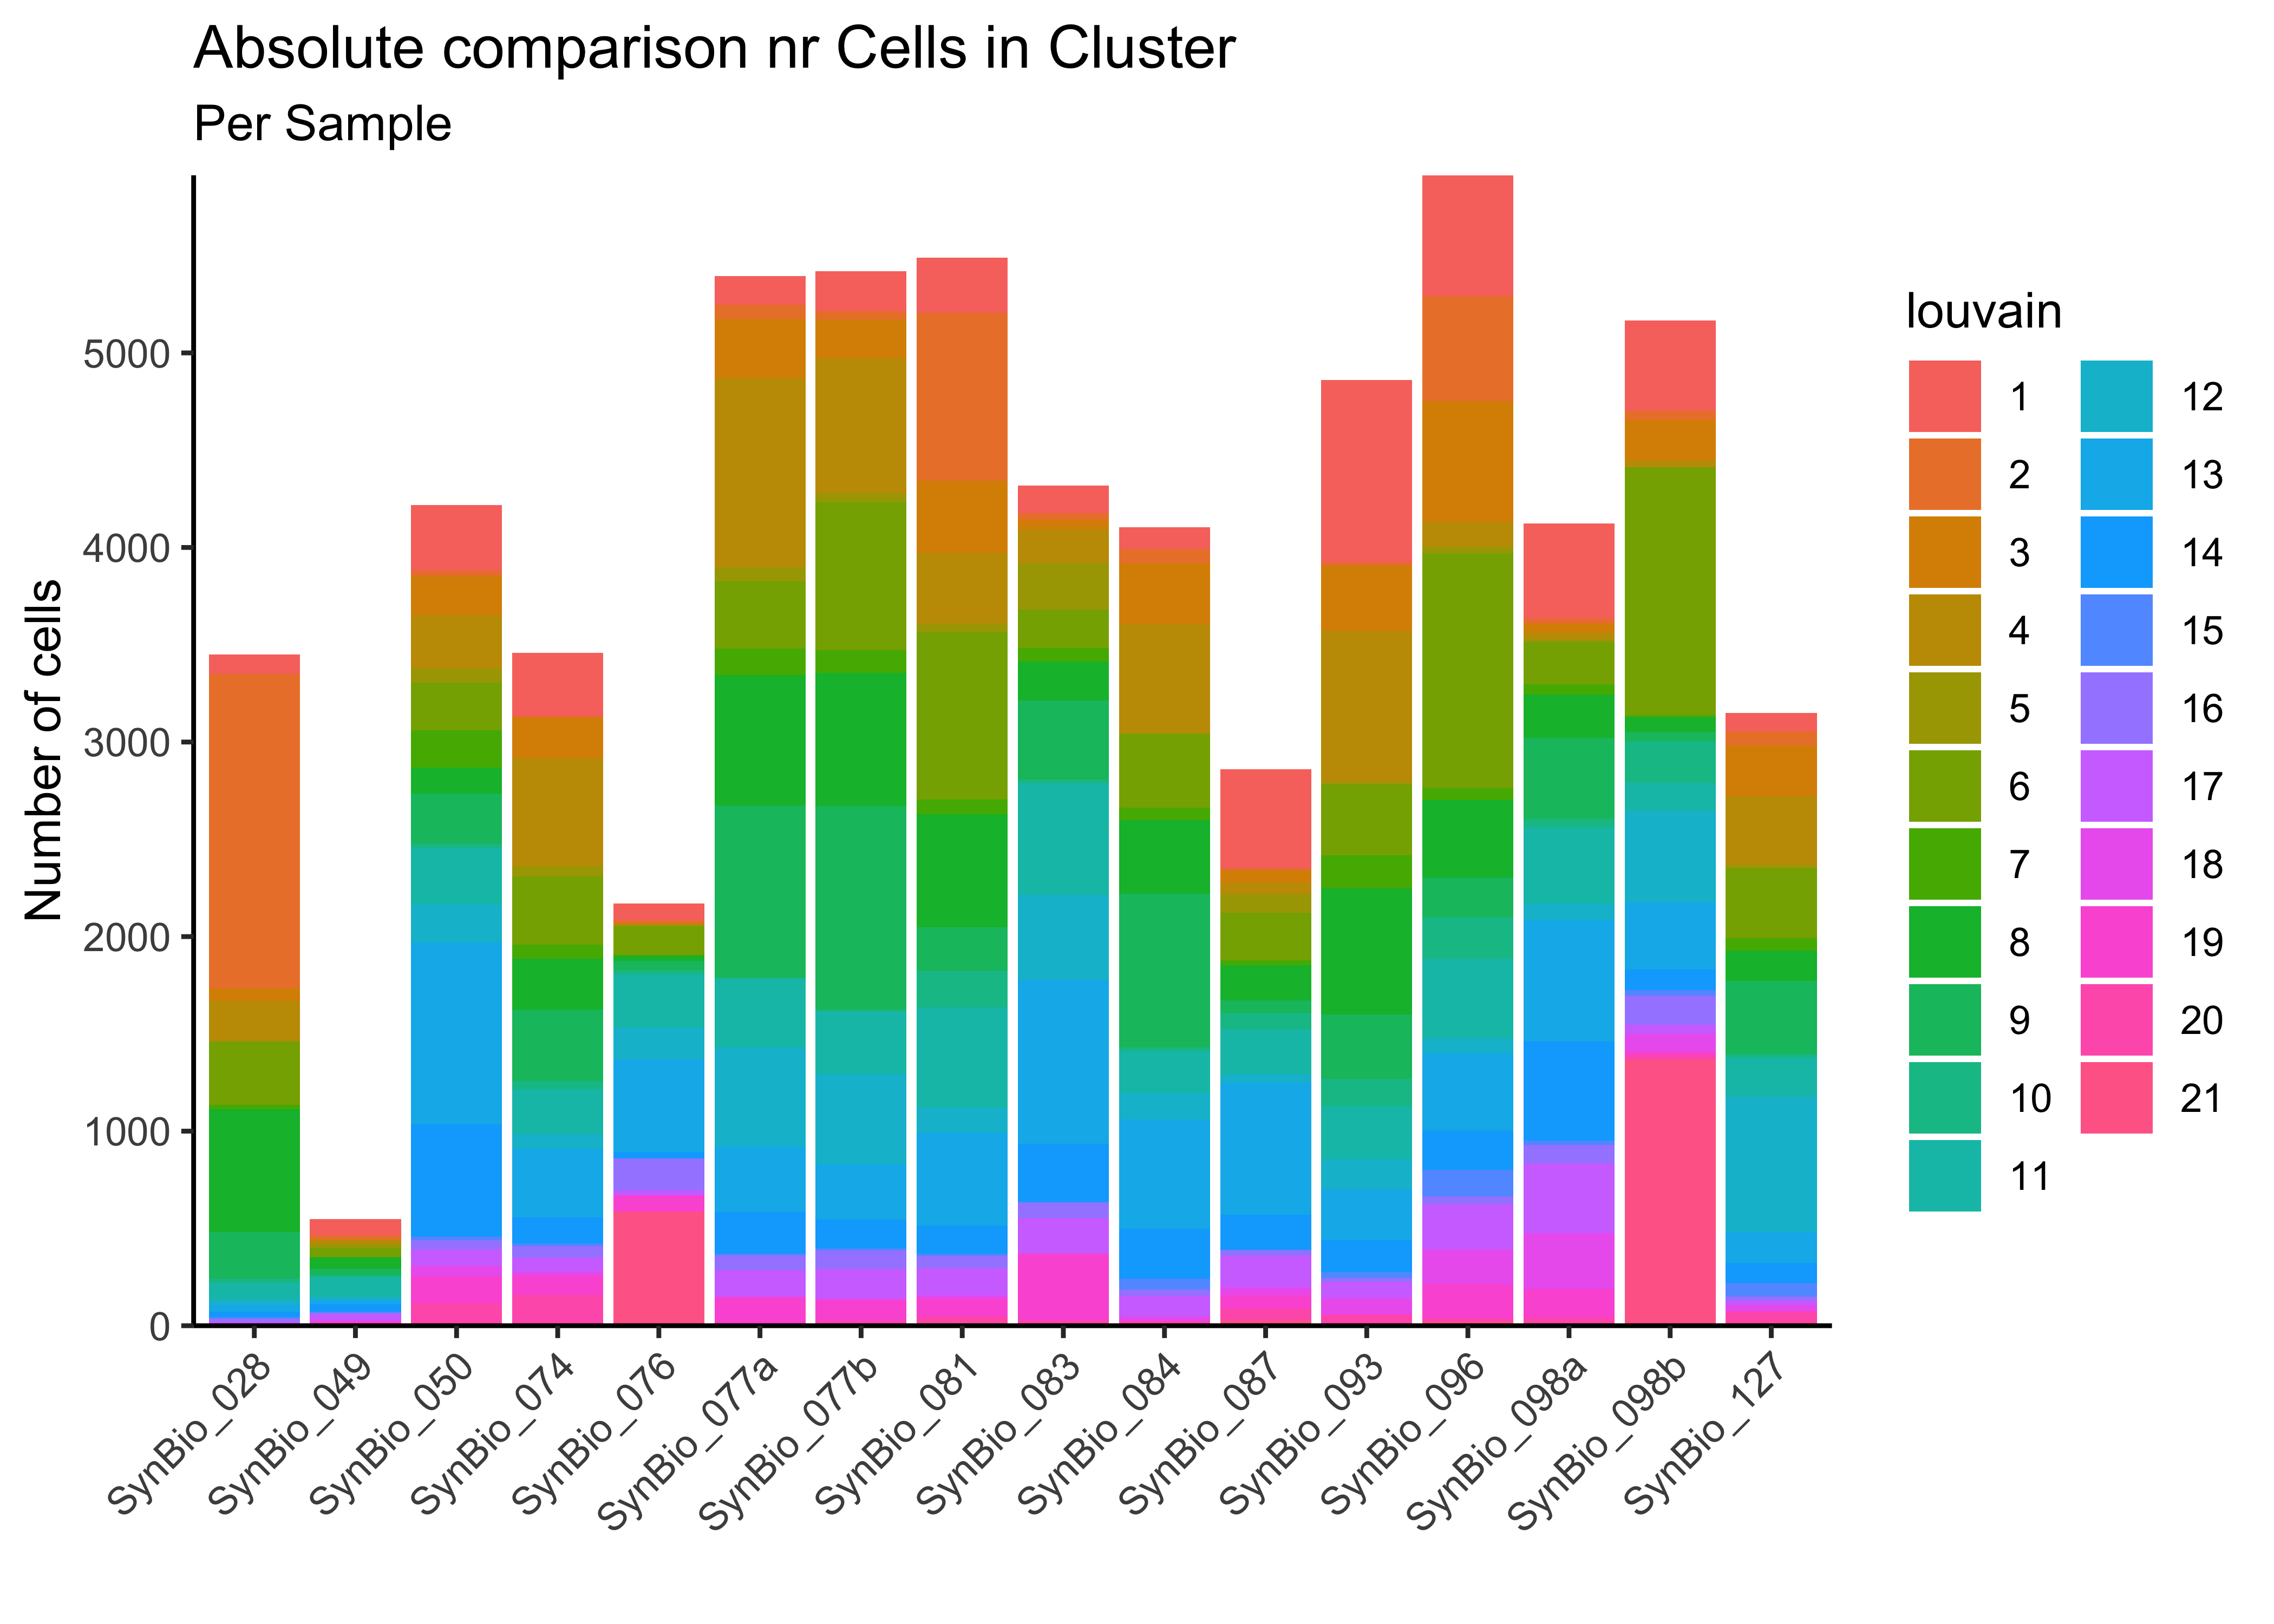 Absolute comparison nr Cells in Cluster
Per Sample
Number of cells
5000
4000
3000
2000
1000
0
SynBio_028
SynBio_049
SynBio_050
SynBio_074
SynBio_076
SynBio_077a
SynBio_077b
SynBio_081
SynBio_083
SynBio_084
SynBio_087
SynBio_093
SynBio_096
SynBio_098a
SynBio_098b
SynBio_127
louvain
1
2
3
4
5
6
7
8
9
10
11
12
13
14
15
16
17
18
19
20
21